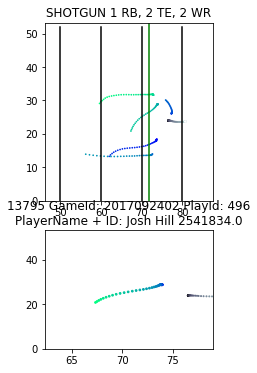 SHOTGUN 1 RB, 2 TE, 2 WR
50
40
30
20
10
0
50 60 70 80
13795 GameId: 2017092402 PlayId: 496
PlayerName + ID: Josh Hill 2541834.0
40
20
0
65 70 75